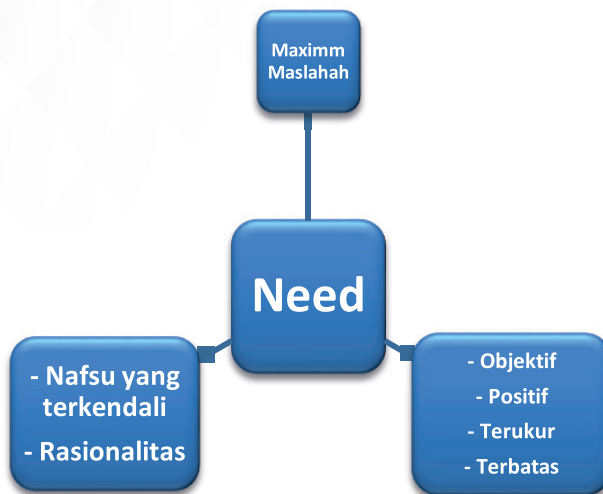 Maximm
Maslahah
Need
- Nafsu yang
terkendali
- Rasionalitas
- Objektif
- Positif
- Terukur
- Terbatas